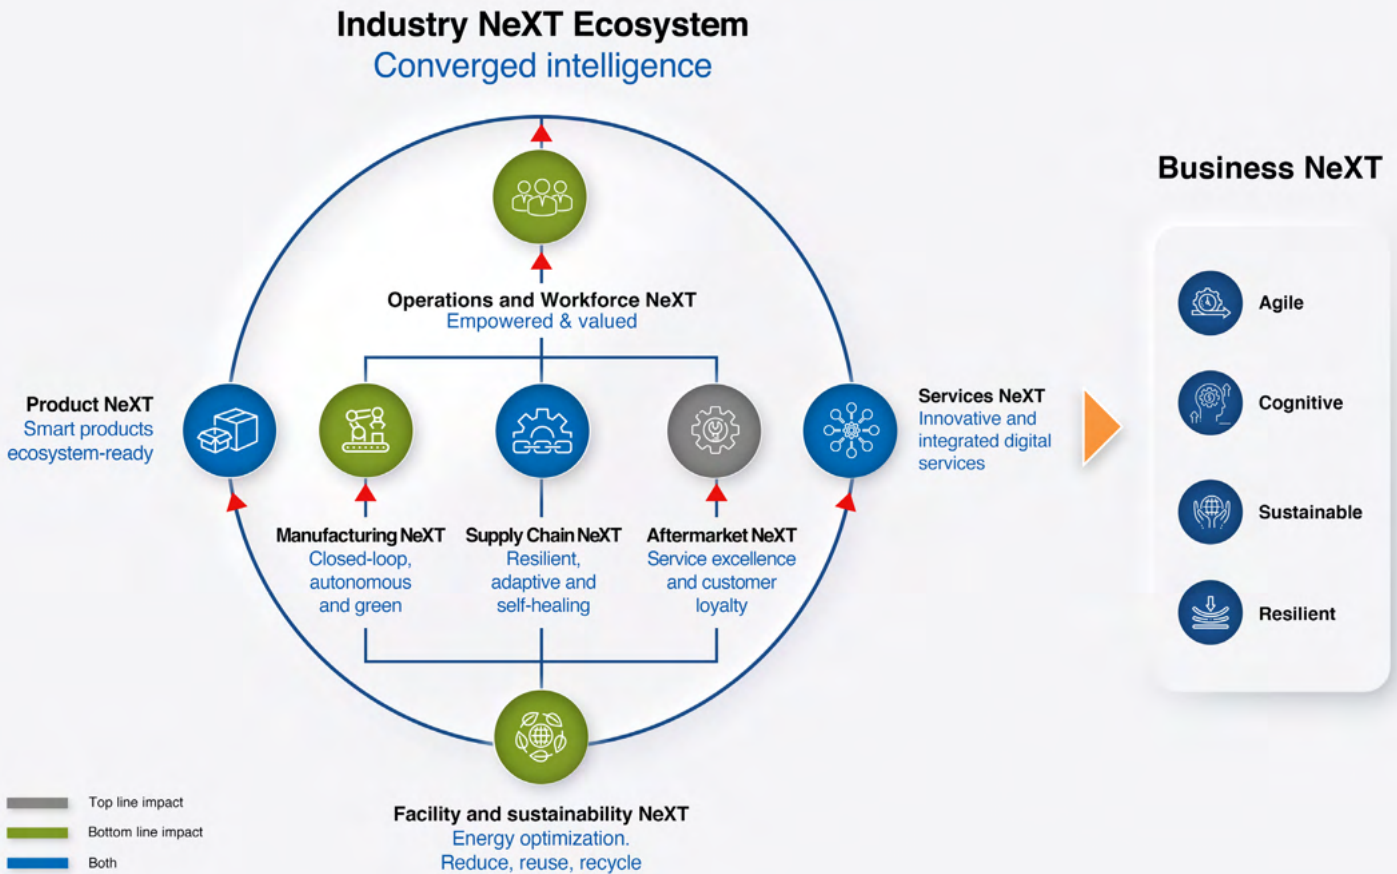 Industry NeXT Ecosystem
Converged intelligence
Business NeXT
Operations and Workforce NeXT
Empowered & valued
Product NeXT
Smart products
ecosystem-ready
Services NeXT
Innovative and
integrated digital
services
Manufacturing NeXT
Closed-loop,
autonomous
and green
Supply Chain NeXT
Resilient,
adaptive and
self-healing
Aftermarket NeXT
Service excellence
and customer
loyalty
Facility and sustainability NeXT
Energy optimization.
Reduce, reuse, recycle
Agile
Cognitive
Sustainable
Resilient
Top line impact
Bottom line impact
Both